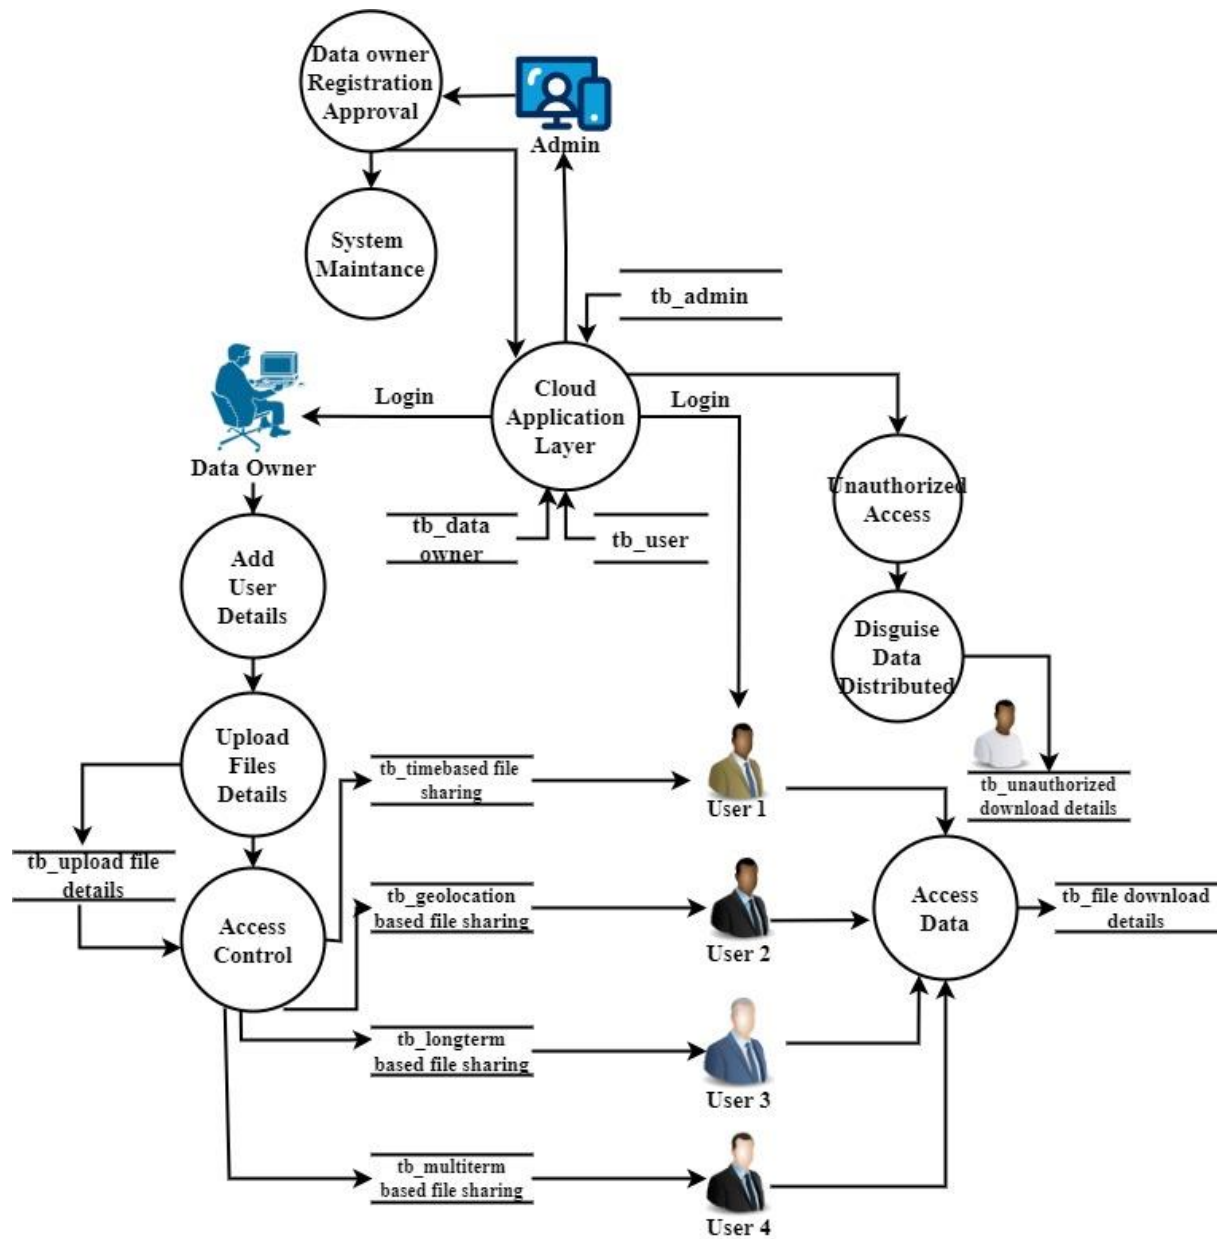 Data owner
Registration
Approval
Admin
System
Maintance
tb_admin
Cloud
Application
Layer
Login
Login
Data Owner
Unauthorized
Access
tb_data
owner
tb_user
Add
User
Details
Disguise
Data
Distributed
Upload
Files
Details
tb_timebased file
sharing
User 1
tb_unauthorized
download details
tb_upload file
details
Access
Control
tb_geolocation
based file sharing
User 2
Access
Data
tb_file download
details
tb_longterm
based file sharing
User 3
tb_multiterm
based file sharing
User 4